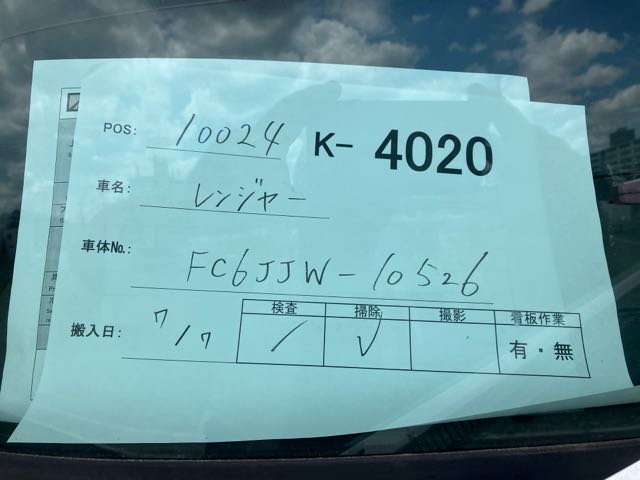 POS: 10024 K- 4020
車名: レンジャー
車体No.: FC6JJW-10526
搬入日: 7/7
検査 掃除 撮影 看板作業
/ ✓ 有・無